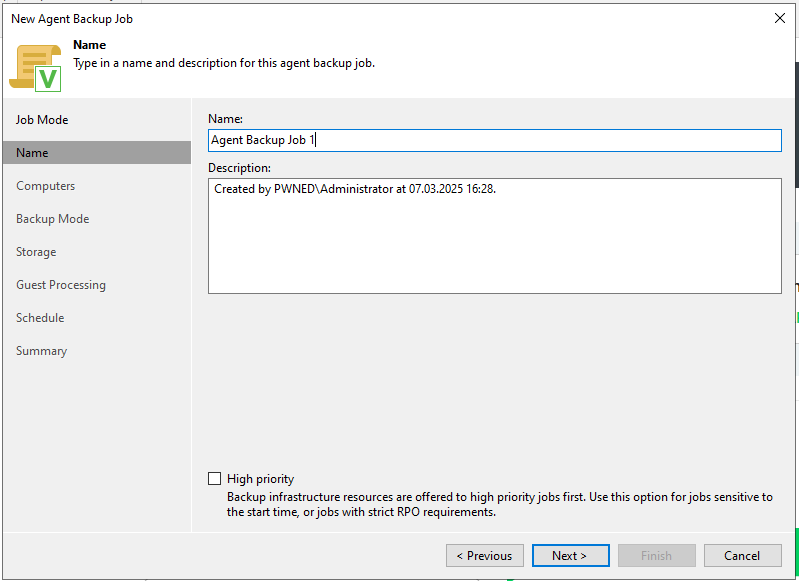 New Agent Backup Job
Name
Type in a name and description for this agent backup job.
V
Job Mode
Name
Computers
Backup Mode
Storage
Guest Processing
Schedule
Summary
Name:
Agent Backup Job 1
Description:
Created by PWNED\Administrator at 07.03.2025 16:28.
High priority
Backup infrastructure resources are offered to high priority jobs first. Use this option for jobs sensitive to
the start time, or jobs with strict RPO requirements.
< Previous
Next >
Finish
Cancel